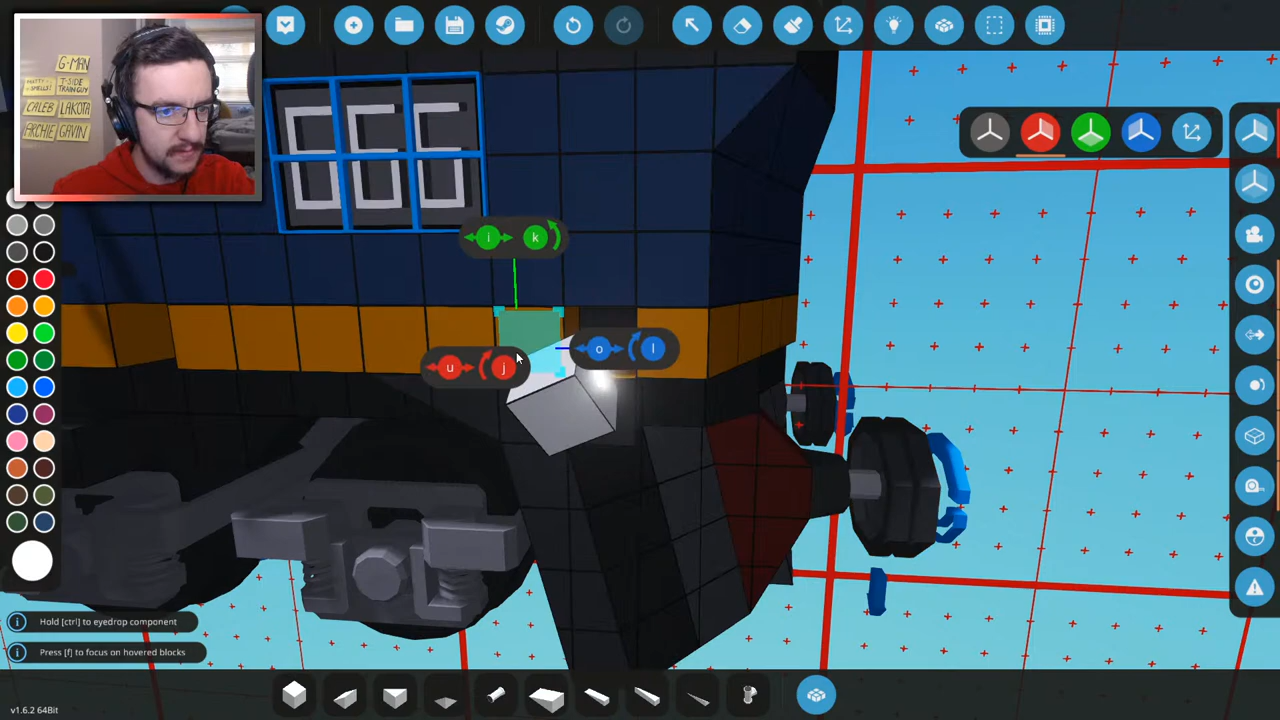 G-MAN
SMELLS!
T-SIDE
TRAIN GUY
CALEB
LAKOTA
ARCHIE
GAVIN
i k
u j
o l
Hold [ctrl] to eyedrop component
Press [f] to focus on hovered blocks
v1.6.2 64Bit